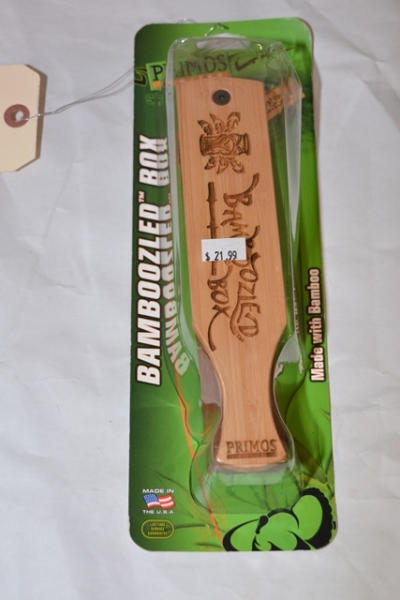 PRIMOS
BAMBOOZLED™ BOX
BAMBOOZLED
BOX
$ 21.99
Made with Bamboo
PRIMOS
MADE IN
THE U.S.A.